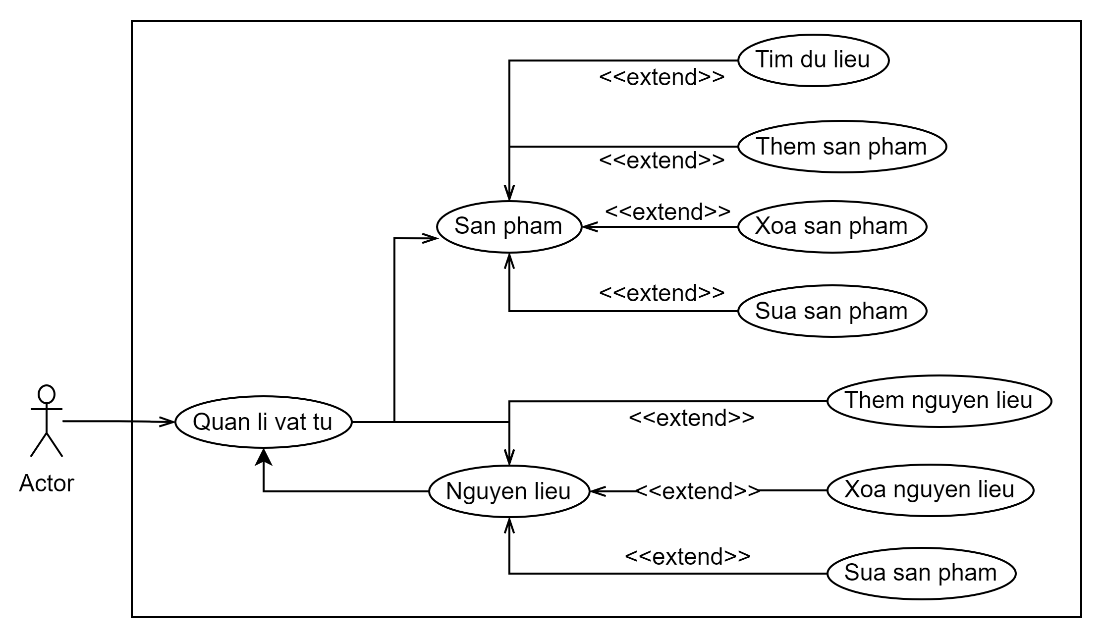 Tim du lieu
<<extend>>
Them san pham
<<extend>>
<<extend>>
San pham
Xoa san pham
<<extend>>
Sua san pham
Them nguyen lieu
<<extend>>
Quan li vat tu
Actor
Nguyen lieu
<<extend>>
Xoa nguyen lieu
<<extend>>
Sua san pham